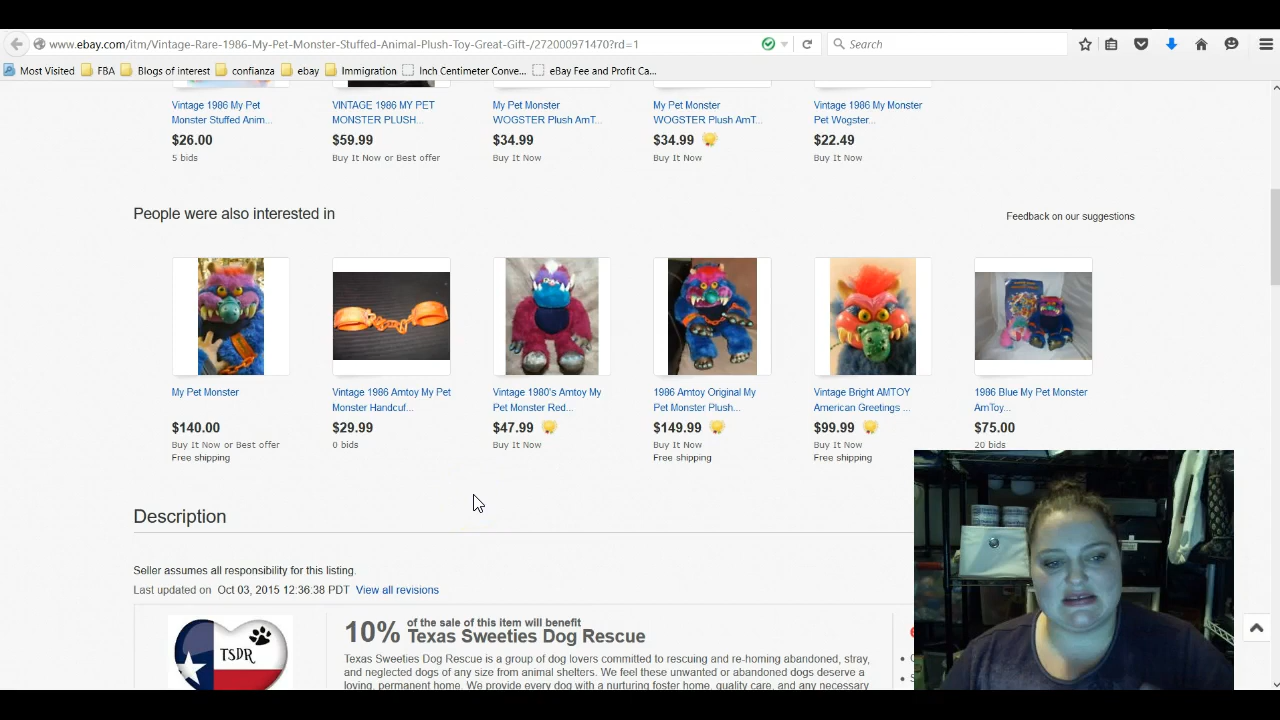 www.ebay.com/itm/Vintage-Rare-1986-My-Pet-Monster-Stuffed-Animal-Plush-Toy-Great-Gift-/272003971470?rd=1
Search
Most Visited FBA Blogs of interest confianza ebay Immigration Inch Centimeter Conve... eBay Fee and Profit Ca...
Vintage 1986 My Pet
Monster Stuffed Anim...
$26.00
5 bids
VINTAGE 1986 MY PET
MONSTER PLUSH...
$59.99
Buy It Now or Best offer
My Pet Monster
WOGSTER Plush AmT...
$34.99
Buy It Now
My Pet Monster
WOGSTER Plush AmT...
$34.99
Buy It Now
Vintage 1986 My Monster
Pet Wogster...
$22.49
Buy It Now
People were also interested in
Feedback on our suggestions
My Pet Monster
$140.00
Buy It Now or Best offer
Free shipping
Vintage 1986 Amtoy My Pet
Monster Handcuf...
$29.99
0 bids
Vintage 1980's Amtoy My
Pet Monster Red...
$47.99
Buy It Now
1986 Amtoy Original My
Pet Monster Plush...
$149.99
Buy It Now
Free shipping
Vintage Bright AMTOY
American Greetings ...
$99.99
Buy It Now
Free shipping
1986 Blue My Pet Monster
AmToy...
$75.00
20 bids
Description
Seller assumes all responsibility for this listing.
Last updated on Oct 03, 2015 12:36:38 PDT View all revisions
TSDR
10% of the sale of this item will benefit
Texas Sweeties Dog Rescue
Texas Sweeties Dog Rescue is a group of dog lovers committed to rescuing and re-homing abandoned, stray,
and neglected dogs of any size from animal shelters. We feel these unwanted or abandoned dogs deserve a
loving, permanent home. We provide every dog with a nurturing foster home, quality care, and any necessary